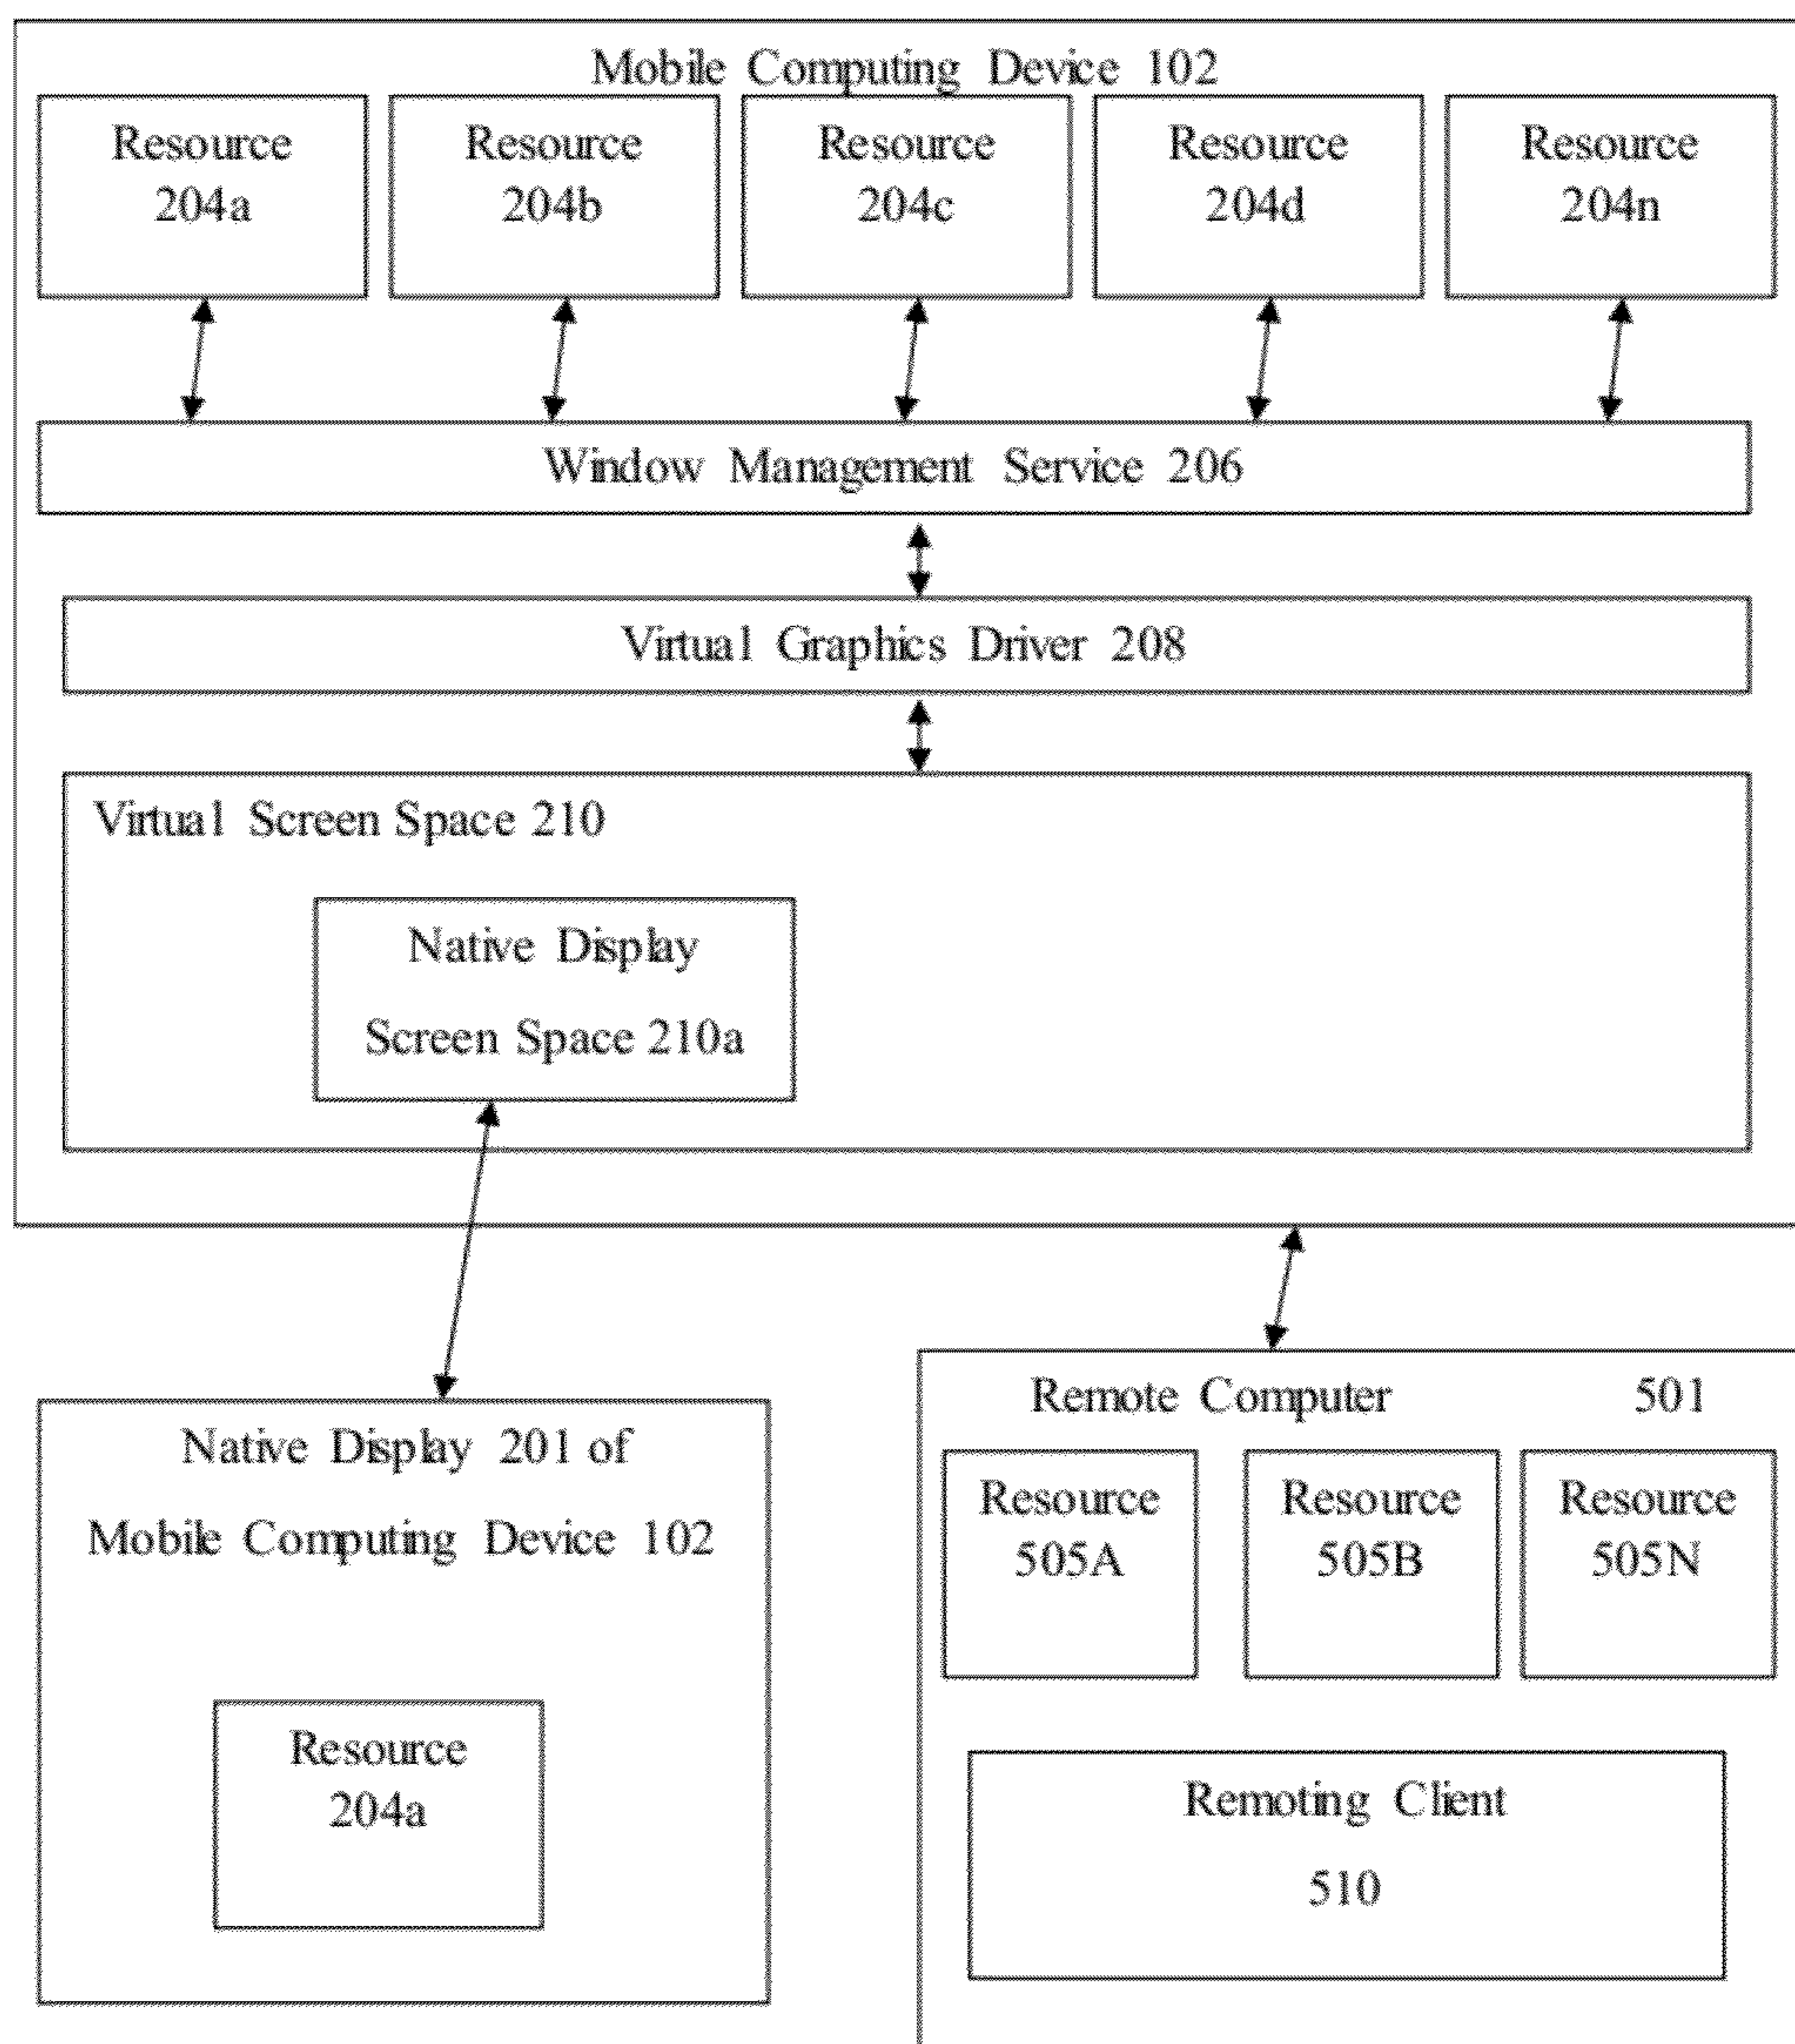 Mobile Computing Device 102
Resource
204a
Resource
204b
Resource
204c
Resource
204d
Resource
204n
Window Management Service 206
Virtual Graphics Driver 208
Virtual Screen Space 210
Native Display
Screen Space 210a
Native Display 201 of
Mobile Computing Device 102
Resource
204a
Remote Computer 501
Resource
505A
Resource
505B
Resource
505N
Remoting Client
510